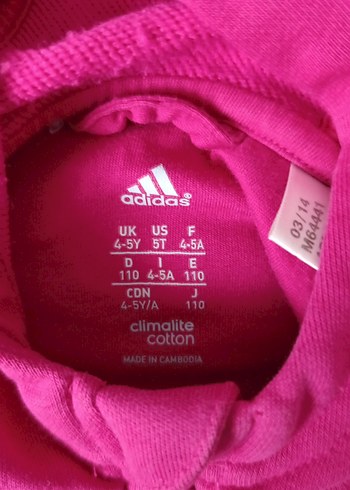 adidas®
UK US F
4-5Y 5T 4-5A
D I E
110 4-5A 110
CDN J
4-5Y/A 110
climalite
cotton
MADE IN CAMBODIA
03/14
M64441